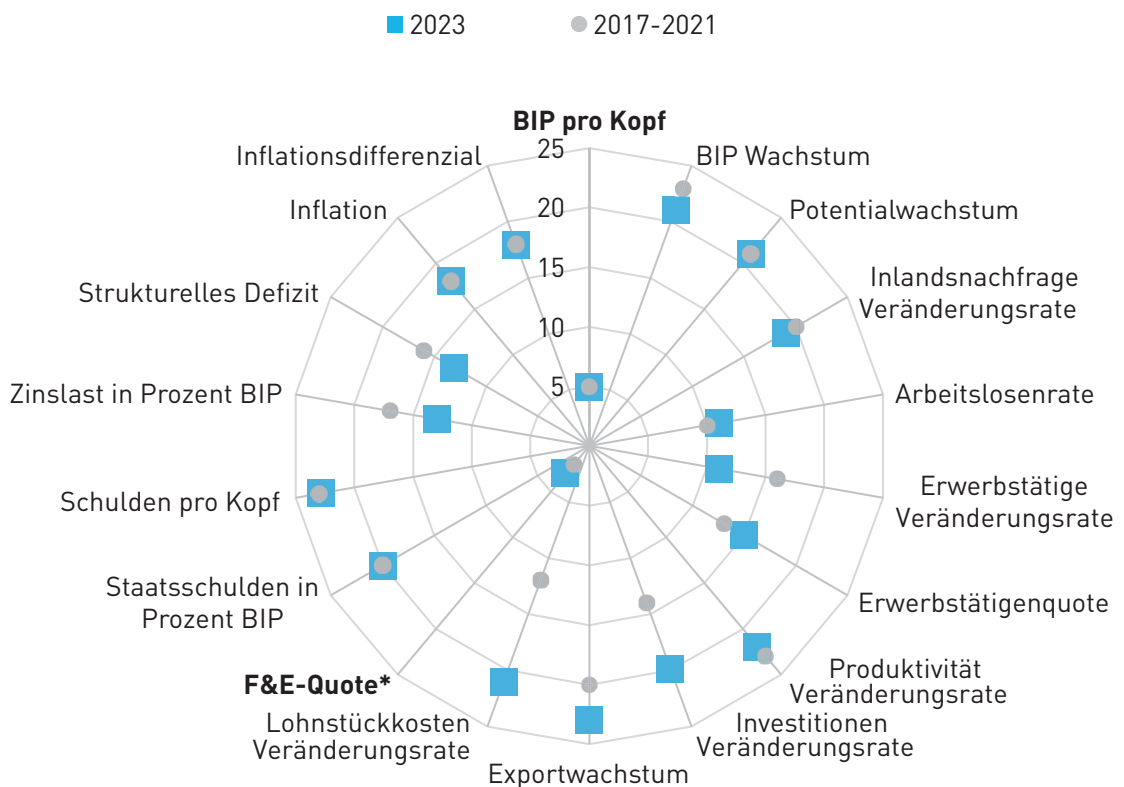 2023
2017-2021
BIP pro Kopf
25
20
15
10
5
BIP Wachstum
Potentialwachstum
Inlandsnachfrage
Veränderungsrate
Arbeitslosenrate
Erwerbstätige
Veränderungsrate
Erwerbstätigenquote
Produktivität
Veränderungsrate
Investitionen
Veränderungsrate
Exportwachstum
Lohnstückkosten
Veränderungsrate
F&E-Quote*
Staatsschulden in
Prozent BIP
Schulden pro Kopf
Zinslast in Prozent BIP
Strukturelles Defizit
Inflation
Inflationsdifferenzial